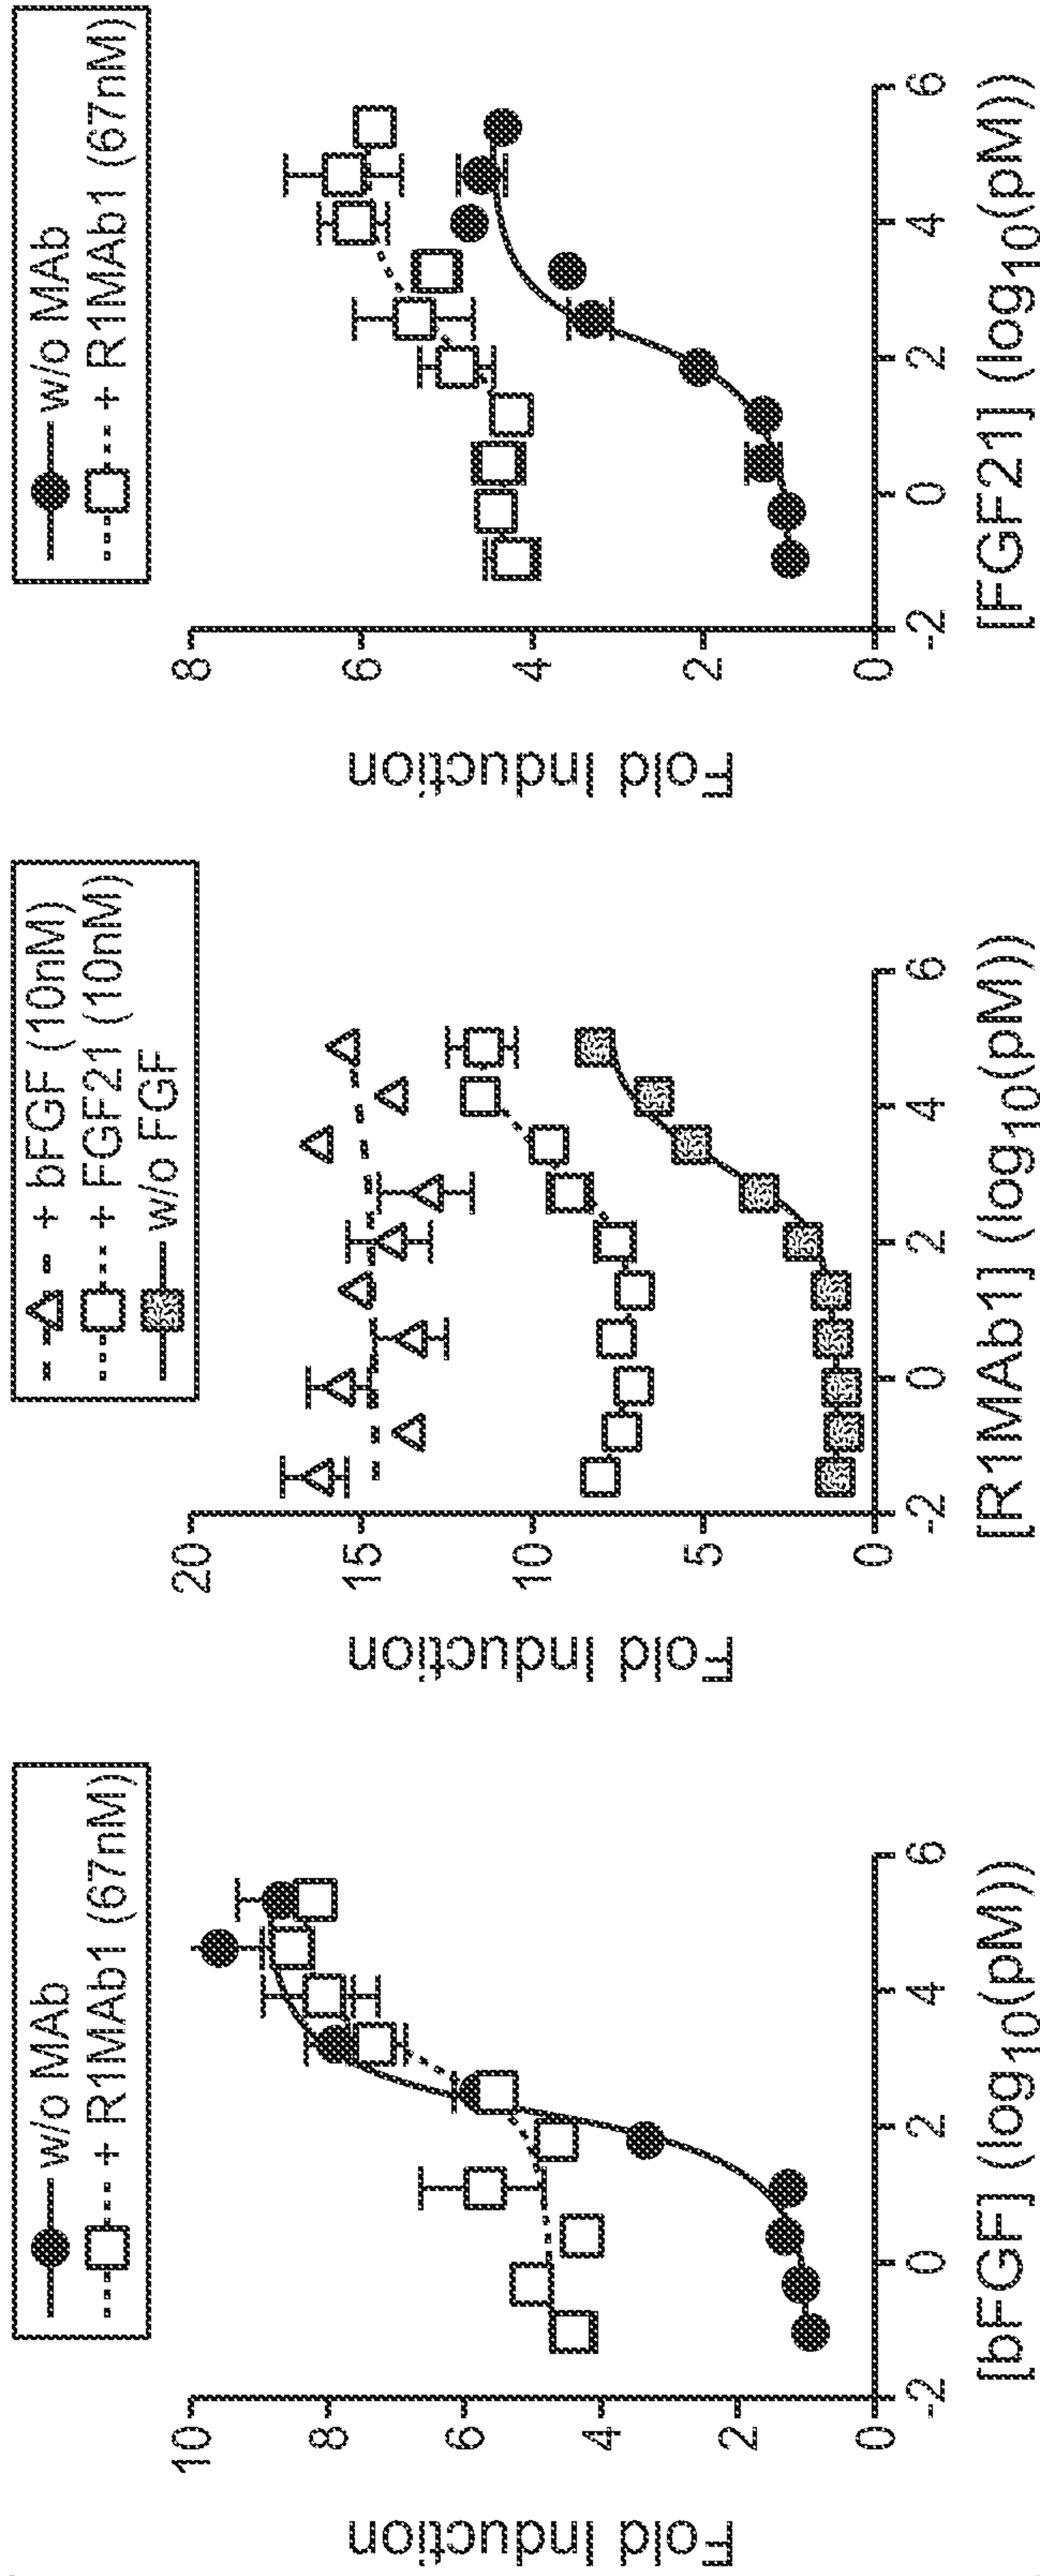 w/o MAb
+ R1MAb1 (67nM)
Fold Induction
10
8
6
4
2
0
-2
0
2
4
6
[bFGF] (log10(pM))
+ bFGF (10nM)
+ FGF21 (10nM)
w/o FGF
Fold Induction
20
15
10
5
0
-2
0
2
4
6
[R1MAb1] (log10(pM))
w/o MAb
+ R1MAb1 (67nM)
Fold Induction
8
6
4
2
0
-2
0
2
4
6
[FGF21] (log10(pM))